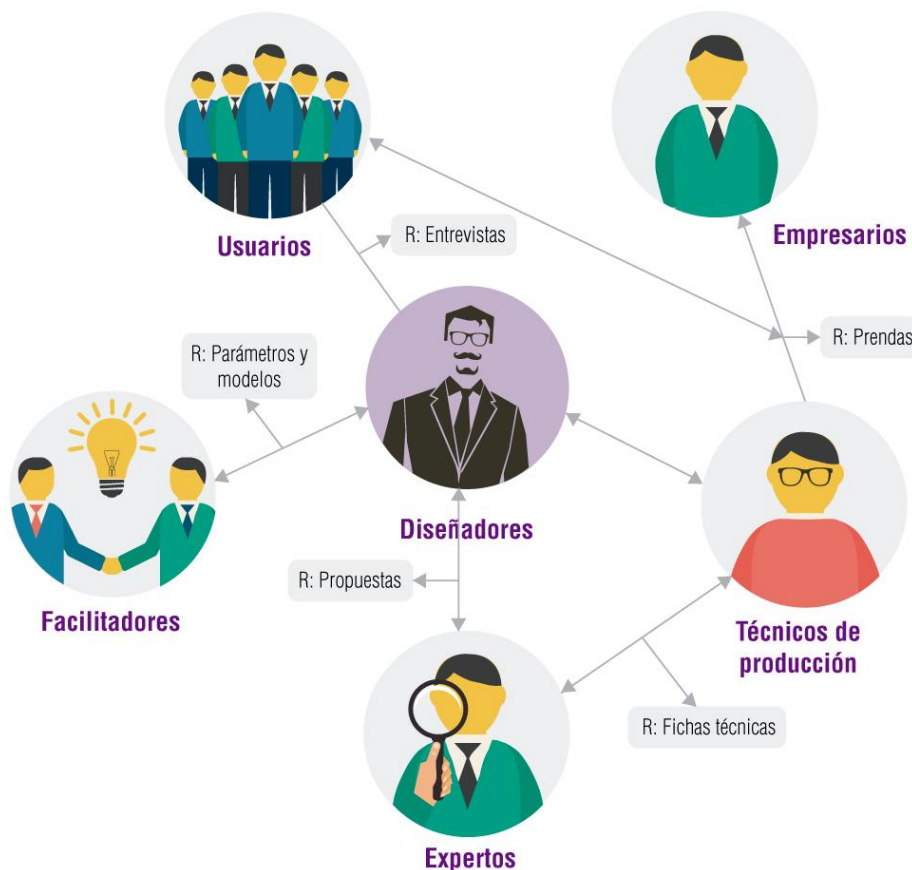 Usuarios
Empresarios
R: Entrevistas
R: Prendas
R: Parámetros y
modelos
Diseñadores
R: Propuestas
Facilitadores
Técnicos de
producción
R: Fichas técnicas
Expertos